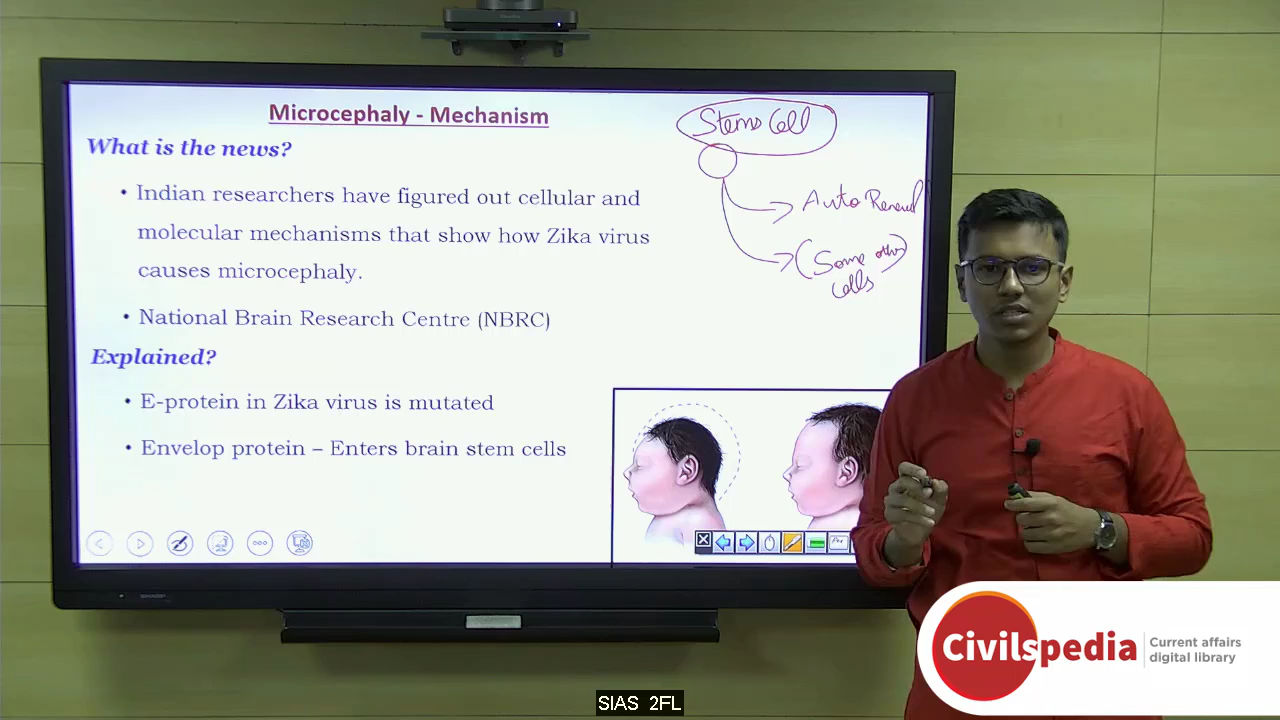 Microcephaly - Mechanism
What is the news?
• Indian researchers have figured out cellular and
molecular mechanisms that show how Zika virus
causes microcephaly.
• National Brain Research Centre (NBRC)
Explained?
• E-protein in Zika virus is mutated
• Envelop protein – Enters brain stem cells
Stems Cell
Auto Renewal
(Some other)
cells
SHARP
Civilspedia
Current affairs
digital library
SIAS 2FL